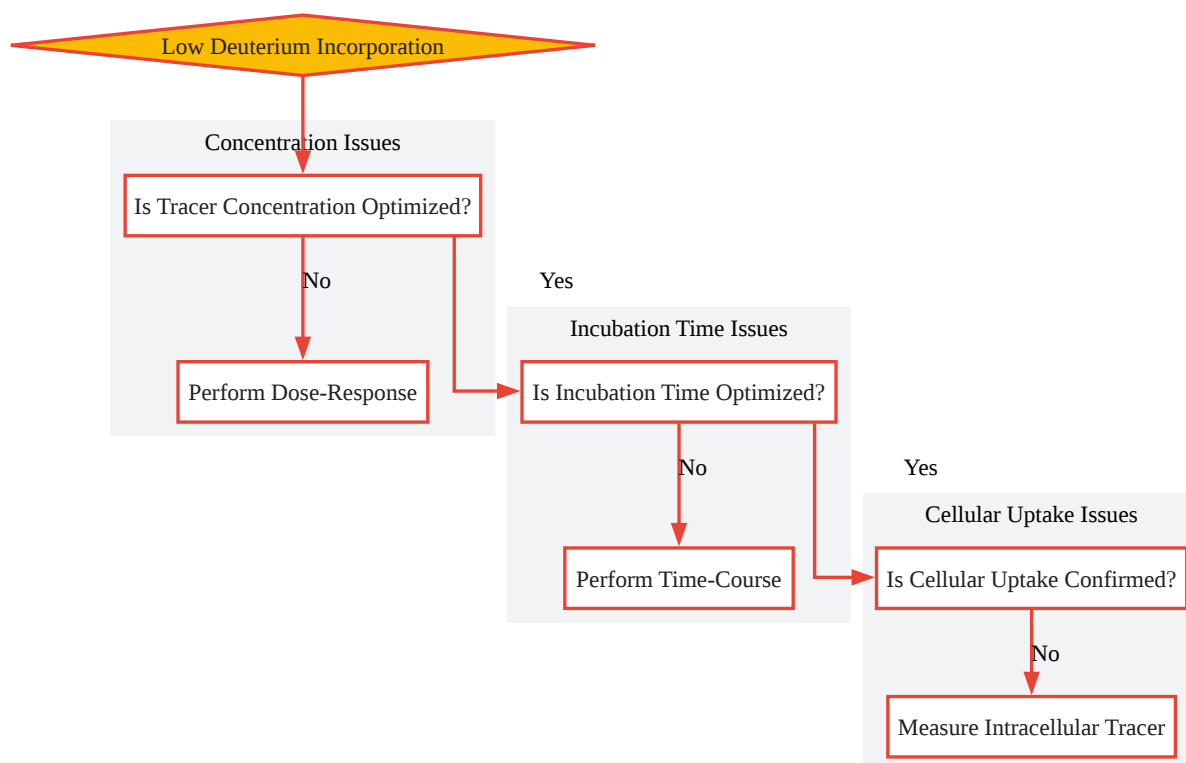 Low Deuterium Incorporation
Concentration Issues
Is Tracer Concentration Optimized?
No
Yes
Perform Dose-Response
Incubation Time Issues
Is Incubation Time Optimized?
No
Yes
Perform Time-Course
Cellular Uptake Issues
Is Cellular Uptake Confirmed?
No
Measure Intracellular Tracer